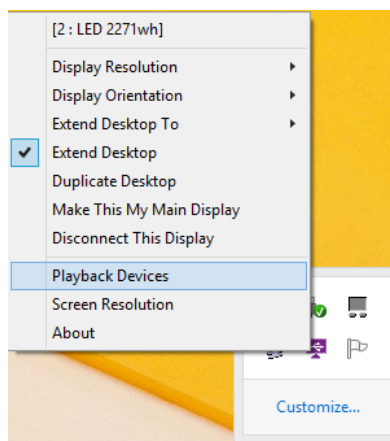 [2 : LED 2271wh]
Display Resolution
Display Orientation
Extend Desktop To
Extend Desktop
Duplicate Desktop
Make This My Main Display
Disconnect This Display
Playback Devices
Screen Resolution
About
Customize...